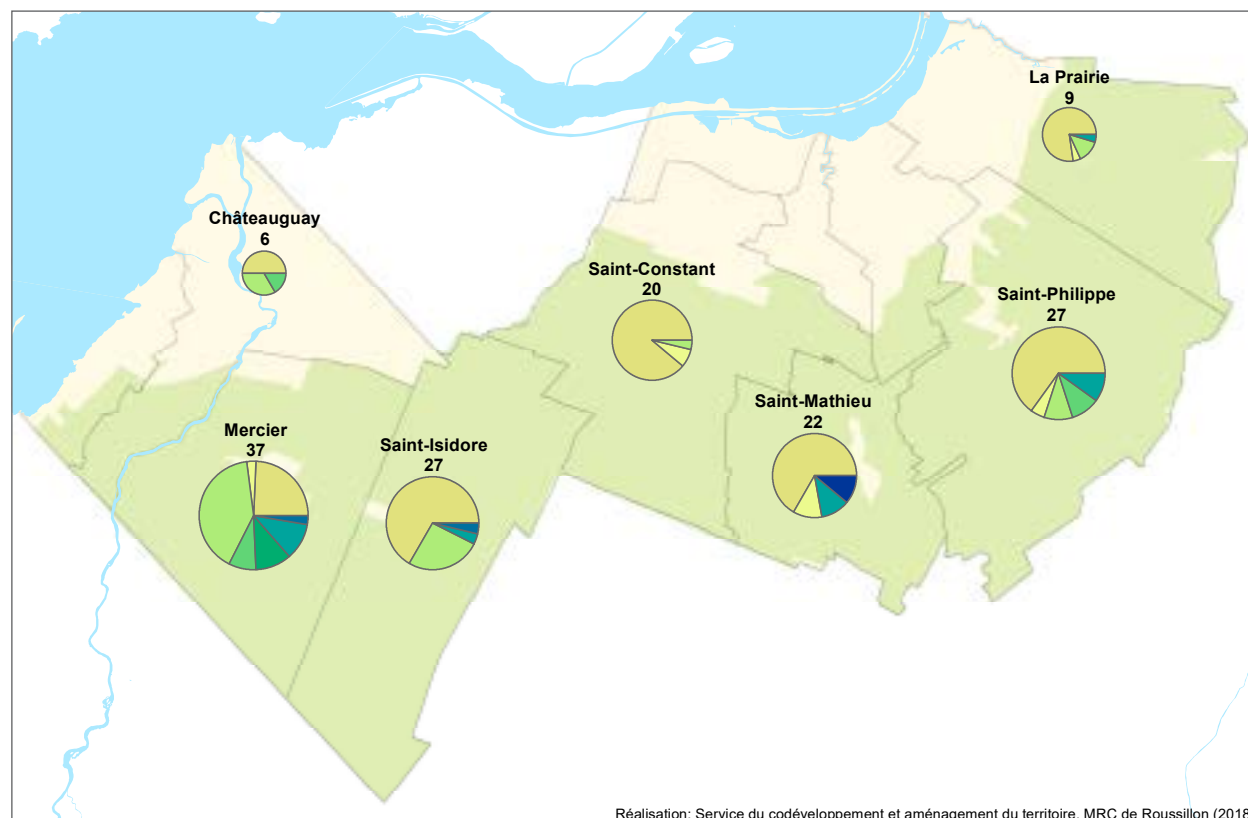 La Prairie
9
Châteauguay
6
Saint-Constant
20
Saint-Philippe
27
Saint-Mathieu
22
Mercier
37
Saint-Isidore
27
Réalisation: Service du codéveloppement et aménagement du territoire, MRC de Roussillon (2018